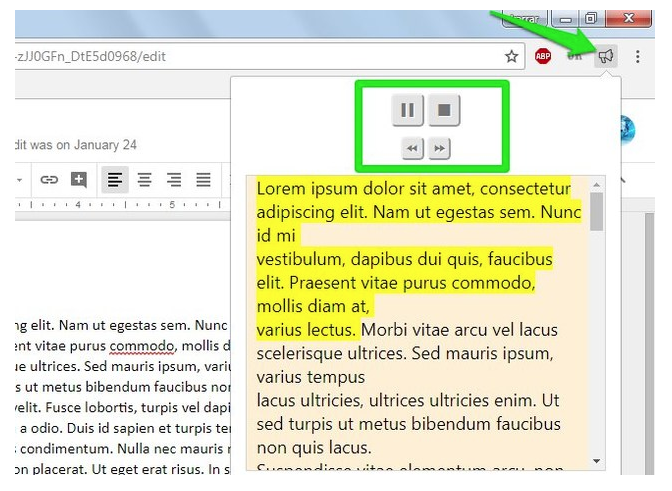 -zJJ0GFn_DtE5d0968/edit
ABP
dit was on January 24
4
5
Lorem ipsum dolor sit amet, consectetur
adipiscing elit. Nam ut egestas sem. Nunc
id mi
vestibulum, dapibus dui quis, faucibus
elit. Praesent vitae purus commodo,
mollis diam at,
varius lectus. Morbi vitae arcu vel lacus
scelerisque ultrices. Sed mauris ipsum,
varius tempus
lacus ultricies, ultrices ultricies enim. Ut
sed turpis ut metus bibendum faucibus
non quis lacus.
Suspendisse vitae elementum arcu, non
ng elit. Nam ut egestas sem. Nunc
ent vitae purus commodo, mollis d
ue ultrices. Sed mauris ipsum, vari
s ut metus bibendum faucibus non
velit. Fusce lobortis, turpis vel dapi
a odio. Duis id sapien et turpis te
condimentum. Nulla nec mauris
on placerat. Ut eget erat risus. In s